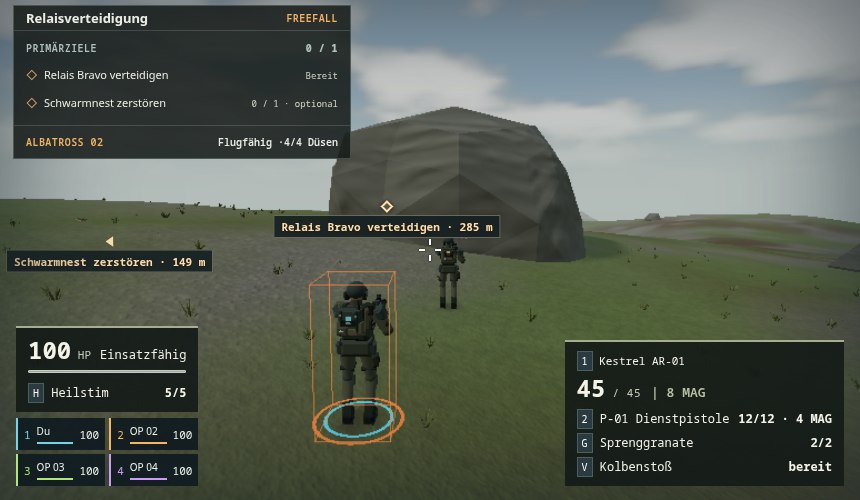 Relaisverteidigung FREEFALL
PRIMÄRZIELE 0 / 1
Relais Bravo verteidigen Bereit
Schwarmnest zerstören 0 / 1 · optional
ALBATROSS 02 Flugfähig ·4/4 Düsen
Relais Bravo verteidigen · 285 m
Schwarmnest zerstören · 149 m
100 HP Einsatzfähig
H Heilstim 5/5
1 Du 100
2 OP 02 100
3 OP 03 100
4 OP 04 100
1 Kestrel AR-01
45 / 45 | 8 MAG
2 P-01 Dienstpistole 12/12 · 4 MAG
G Sprenggranate 2/2
V Kolbenstoß bereit